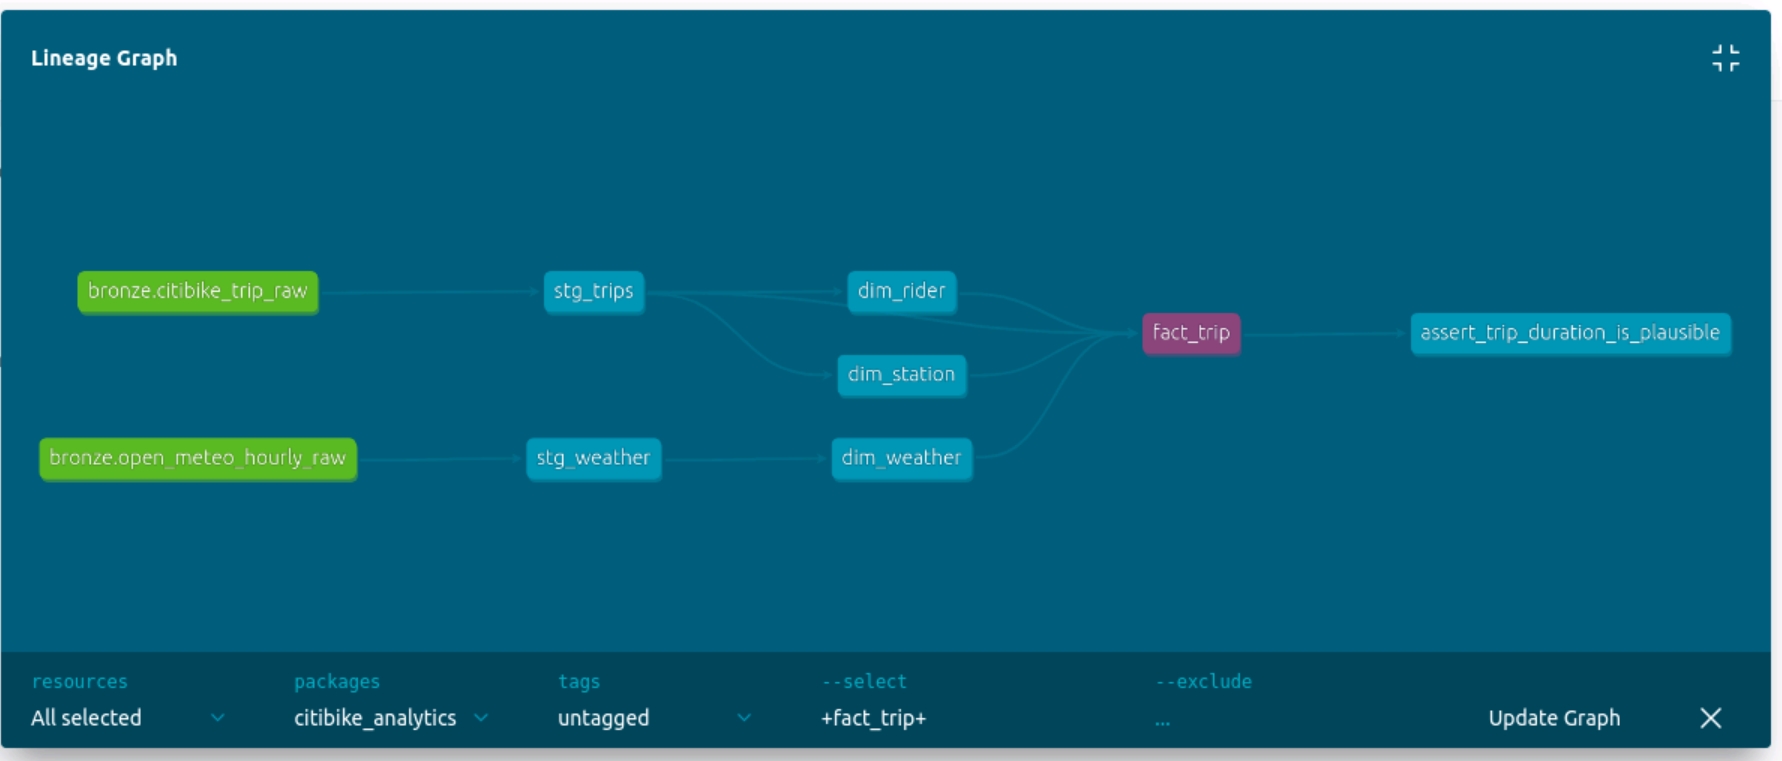 Lineage Graph
bronze.citibike_trip_raw
stg_trips
dim_rider
fact_trip
assert_trip_duration_is_plausible
dim_station
bronze.open_meteo_hourly_raw
stg_weather
dim_weather
resources
packages
tags
--select
--exclude
All selected
citibike_analytics
untagged
+fact_trip+
...
Update Graph